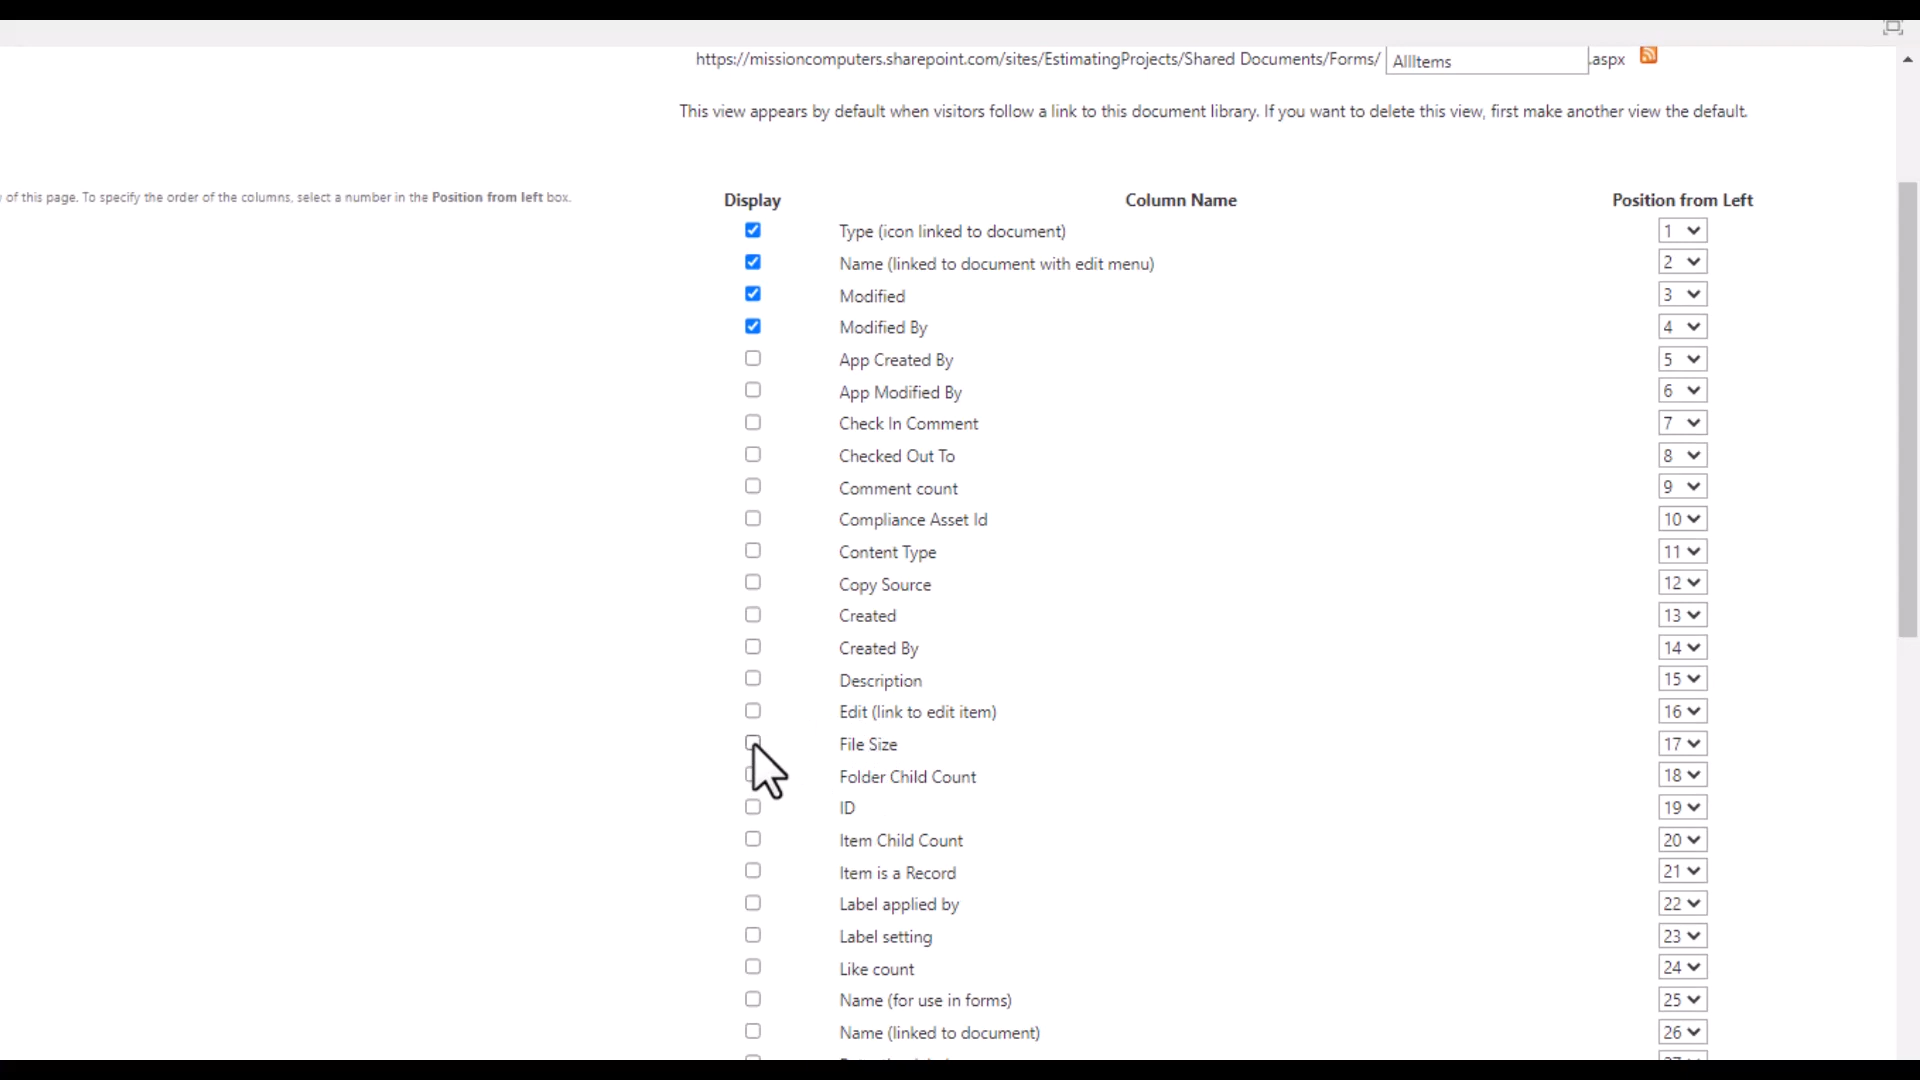 https://missioncomputers.sharepoint.com/sites/EstimatingProjects/Shared Documents/Forms/ AllItems .aspx
This view appears by default when visitors follow a link to this document library. If you want to delete this view, first make another view the default.
of this page. To specify the order of the columns, select a number in the Position from left box.
Display Column Name Position from Left
Type (icon linked to document) 1
Name (linked to document with edit menu) 2
Modified 3
Modified By 4
App Created By 5
App Modified By 6
Check In Comment 7
Checked Out To 8
Comment count 9
Compliance Asset Id 10
Content Type 11
Copy Source 12
Created 13
Created By 14
Description 15
Edit (link to edit item) 16
File Size 17
Folder Child Count 18
ID 19
Item Child Count 20
Item is a Record 21
Label applied by 22
Label setting 23
Like count 24
Name (for use in forms) 25
Name (linked to document) 26